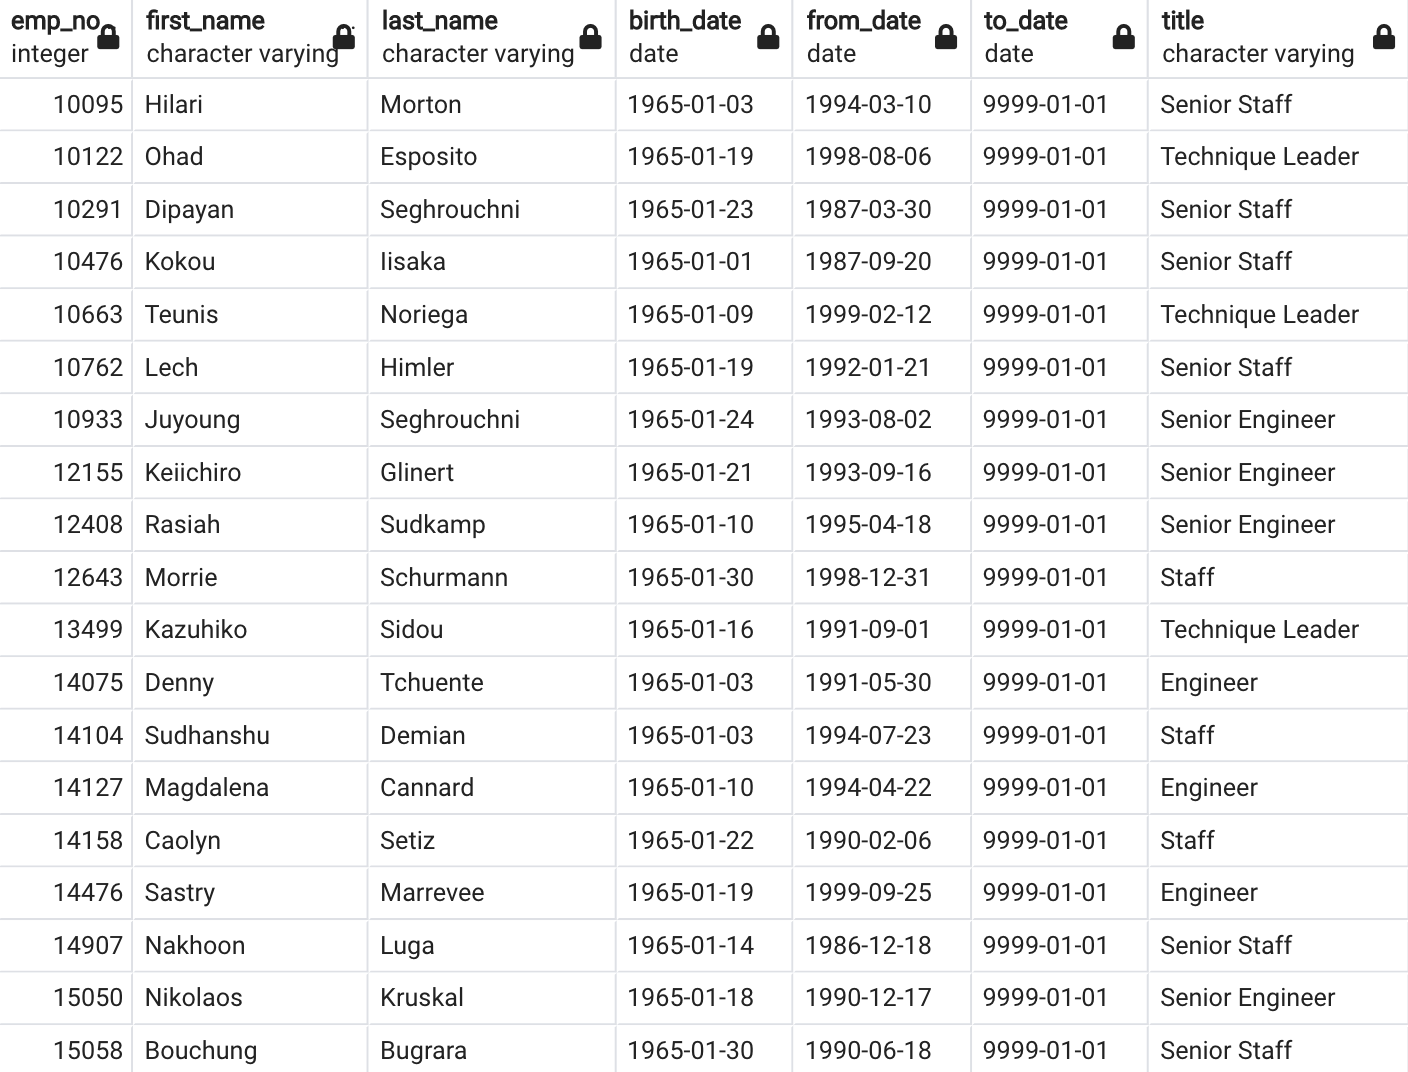 emp_no first_name last_name birth_date from_date to_date title
integer character varying character varying date date date character varying
10095 Hilari Morton 1965-01-03 1994-03-10 9999-01-01 Senior Staff
10122 Ohad Esposito 1965-01-19 1998-08-06 9999-01-01 Technique Leader
10291 Dipayan Seghrouchni 1965-01-23 1987-03-30 9999-01-01 Senior Staff
10476 Kokou Iisaka 1965-01-01 1987-09-20 9999-01-01 Senior Staff
10663 Teunis Noriega 1965-01-09 1999-02-12 9999-01-01 Technique Leader
10762 Lech Himler 1965-01-19 1992-01-21 9999-01-01 Senior Staff
10933 Juyoung Seghrouchni 1965-01-24 1993-08-02 9999-01-01 Senior Engineer
12155 Keiichiro Glinert 1965-01-21 1993-09-16 9999-01-01 Senior Engineer
12408 Rasiah Sudkamp 1965-01-10 1995-04-18 9999-01-01 Senior Engineer
12643 Morrie Schurmann 1965-01-30 1998-12-31 9999-01-01 Staff
13499 Kazuhiko Sidou 1965-01-16 1991-09-01 9999-01-01 Technique Leader
14075 Denny Tchuente 1965-01-03 1991-05-30 9999-01-01 Engineer
14104 Sudhanshu Demian 1965-01-03 1994-07-23 9999-01-01 Staff
14127 Magdalena Cannard 1965-01-10 1994-04-22 9999-01-01 Engineer
14158 Caolyn Setiz 1965-01-22 1990-02-06 9999-01-01 Staff
14476 Sastry Marrevee 1965-01-19 1999-09-25 9999-01-01 Engineer
14907 Nakhoon Luga 1965-01-14 1986-12-18 9999-01-01 Senior Staff
15050 Nikolaos Kruskal 1965-01-18 1990-12-17 9999-01-01 Senior Engineer
15058 Bouchung Bugrara 1965-01-30 1990-06-18 9999-01-01 Senior Staff